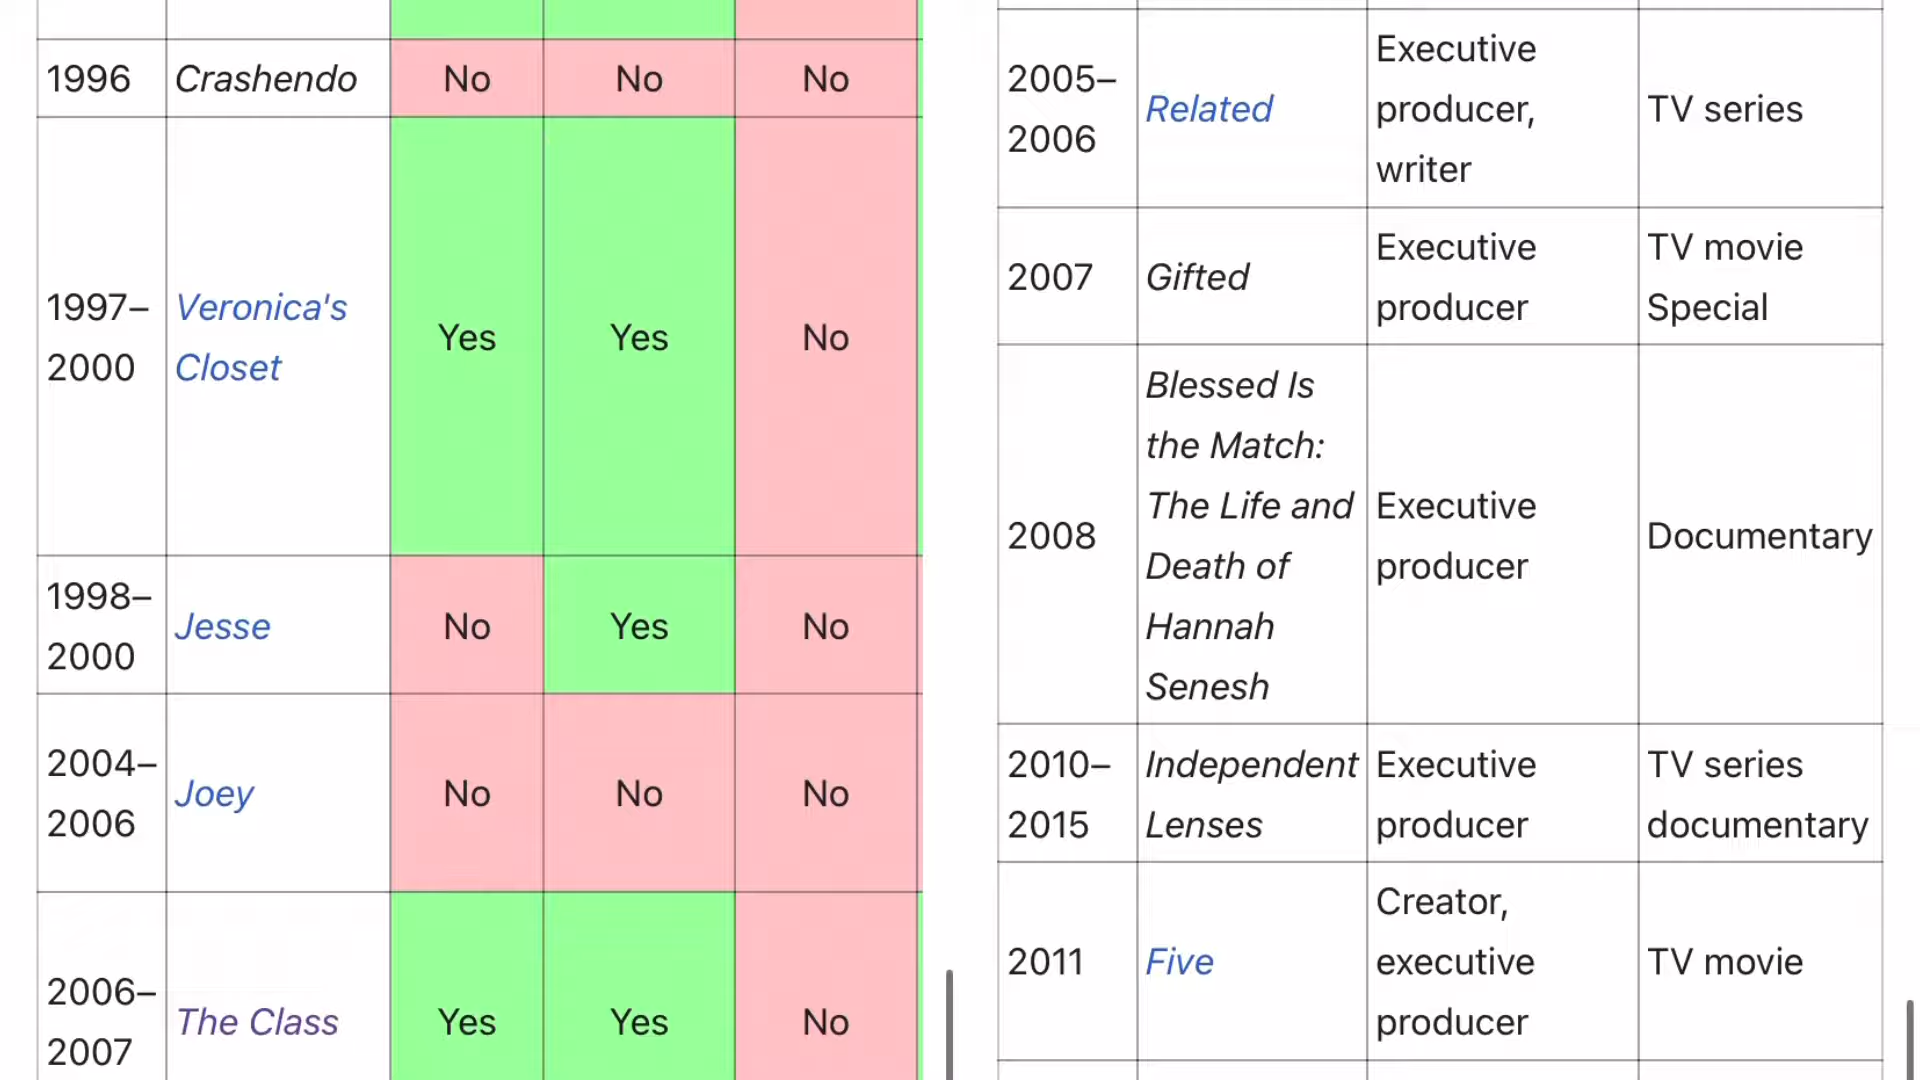 1996 Crashendo No No No
1997–
2000
Veronica's
Closet
Yes Yes No
1998–
2000
Jesse
No Yes No
2004–
2006
Joey
No No No
2006–
2007
The Class
Yes Yes No
2005–
2006
Related
Executive
producer,
writer
TV series
2007
Gifted
Executive
producer
TV movie
Special
2008
Blessed Is
the Match:
The Life and
Death of
Hannah
Senesh
Executive
producer
Documentary
2010–
2015
Independent
Lenses
Executive
producer
TV series
documentary
2011
Five
Creator,
executive
producer
TV movie